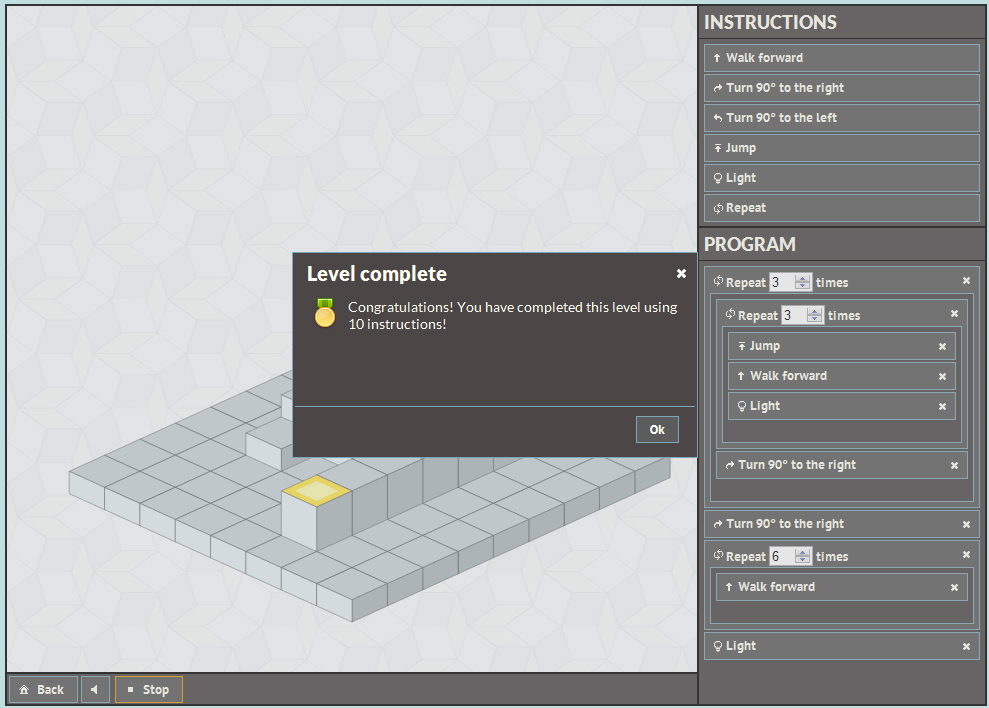 INSTRUCTIONS
Walk forward
Turn 90° to the right
Turn 90° to the left
Jump
Light
Repeat
PROGRAM
Repeat 3 times
Repeat 3 times
Jump
Walk forward
Light
Turn 90° to the right
Turn 90° to the right
Repeat 6 times
Walk forward
Light
Level complete
Congratulations! You have completed this level using
10 instructions!
Ok
Back
Stop